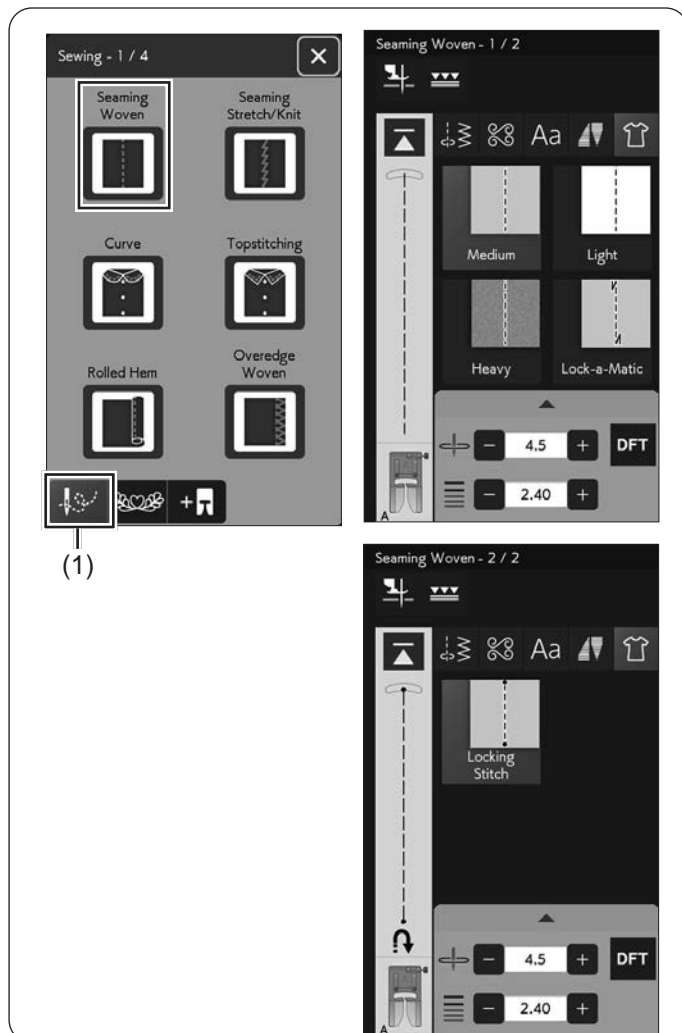 Sewing - 1 / 4
Seaming
Woven
Seaming
Stretch/Knit
Curve
Topstitching
Rolled Hem
Overedge
Woven
(1)
Seaming Woven - 1 / 2
Aa
Medium
Light
Heavy
Lock-a-Matic
4.5
DFT
2.40
A
Seaming Woven - 2 / 2
Aa
Locking
Stitch
4.5
DFT
2.40
A